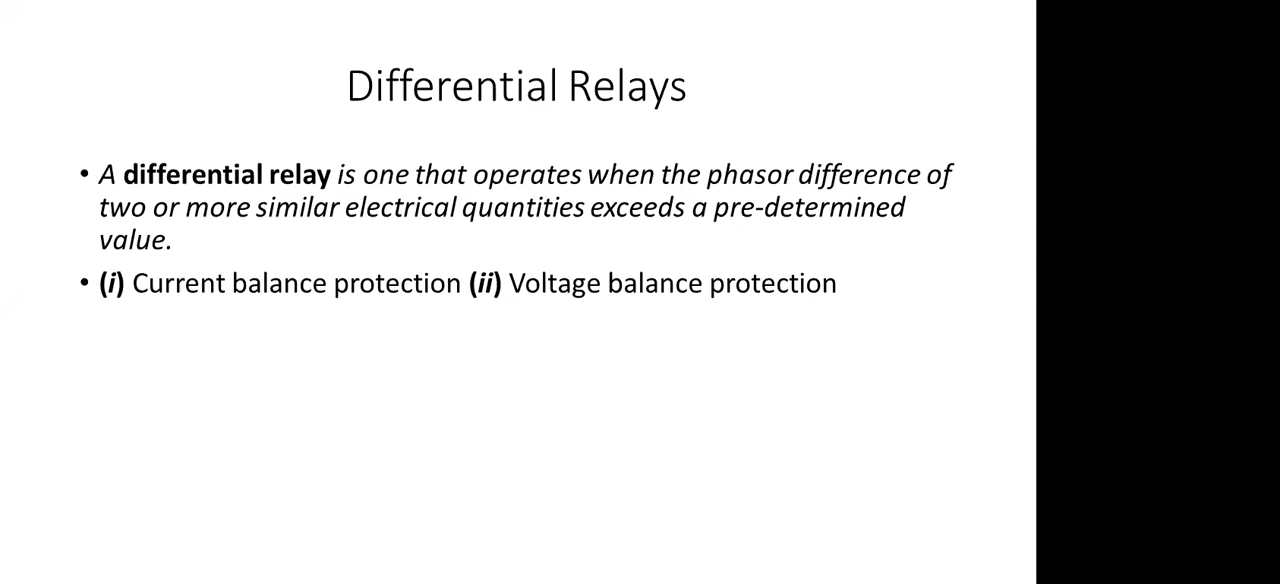 Differential Relays
• A differential relay is one that operates when the phasor difference of
two or more similar electrical quantities exceeds a pre-determined
value.
• (i) Current balance protection (ii) Voltage balance protection